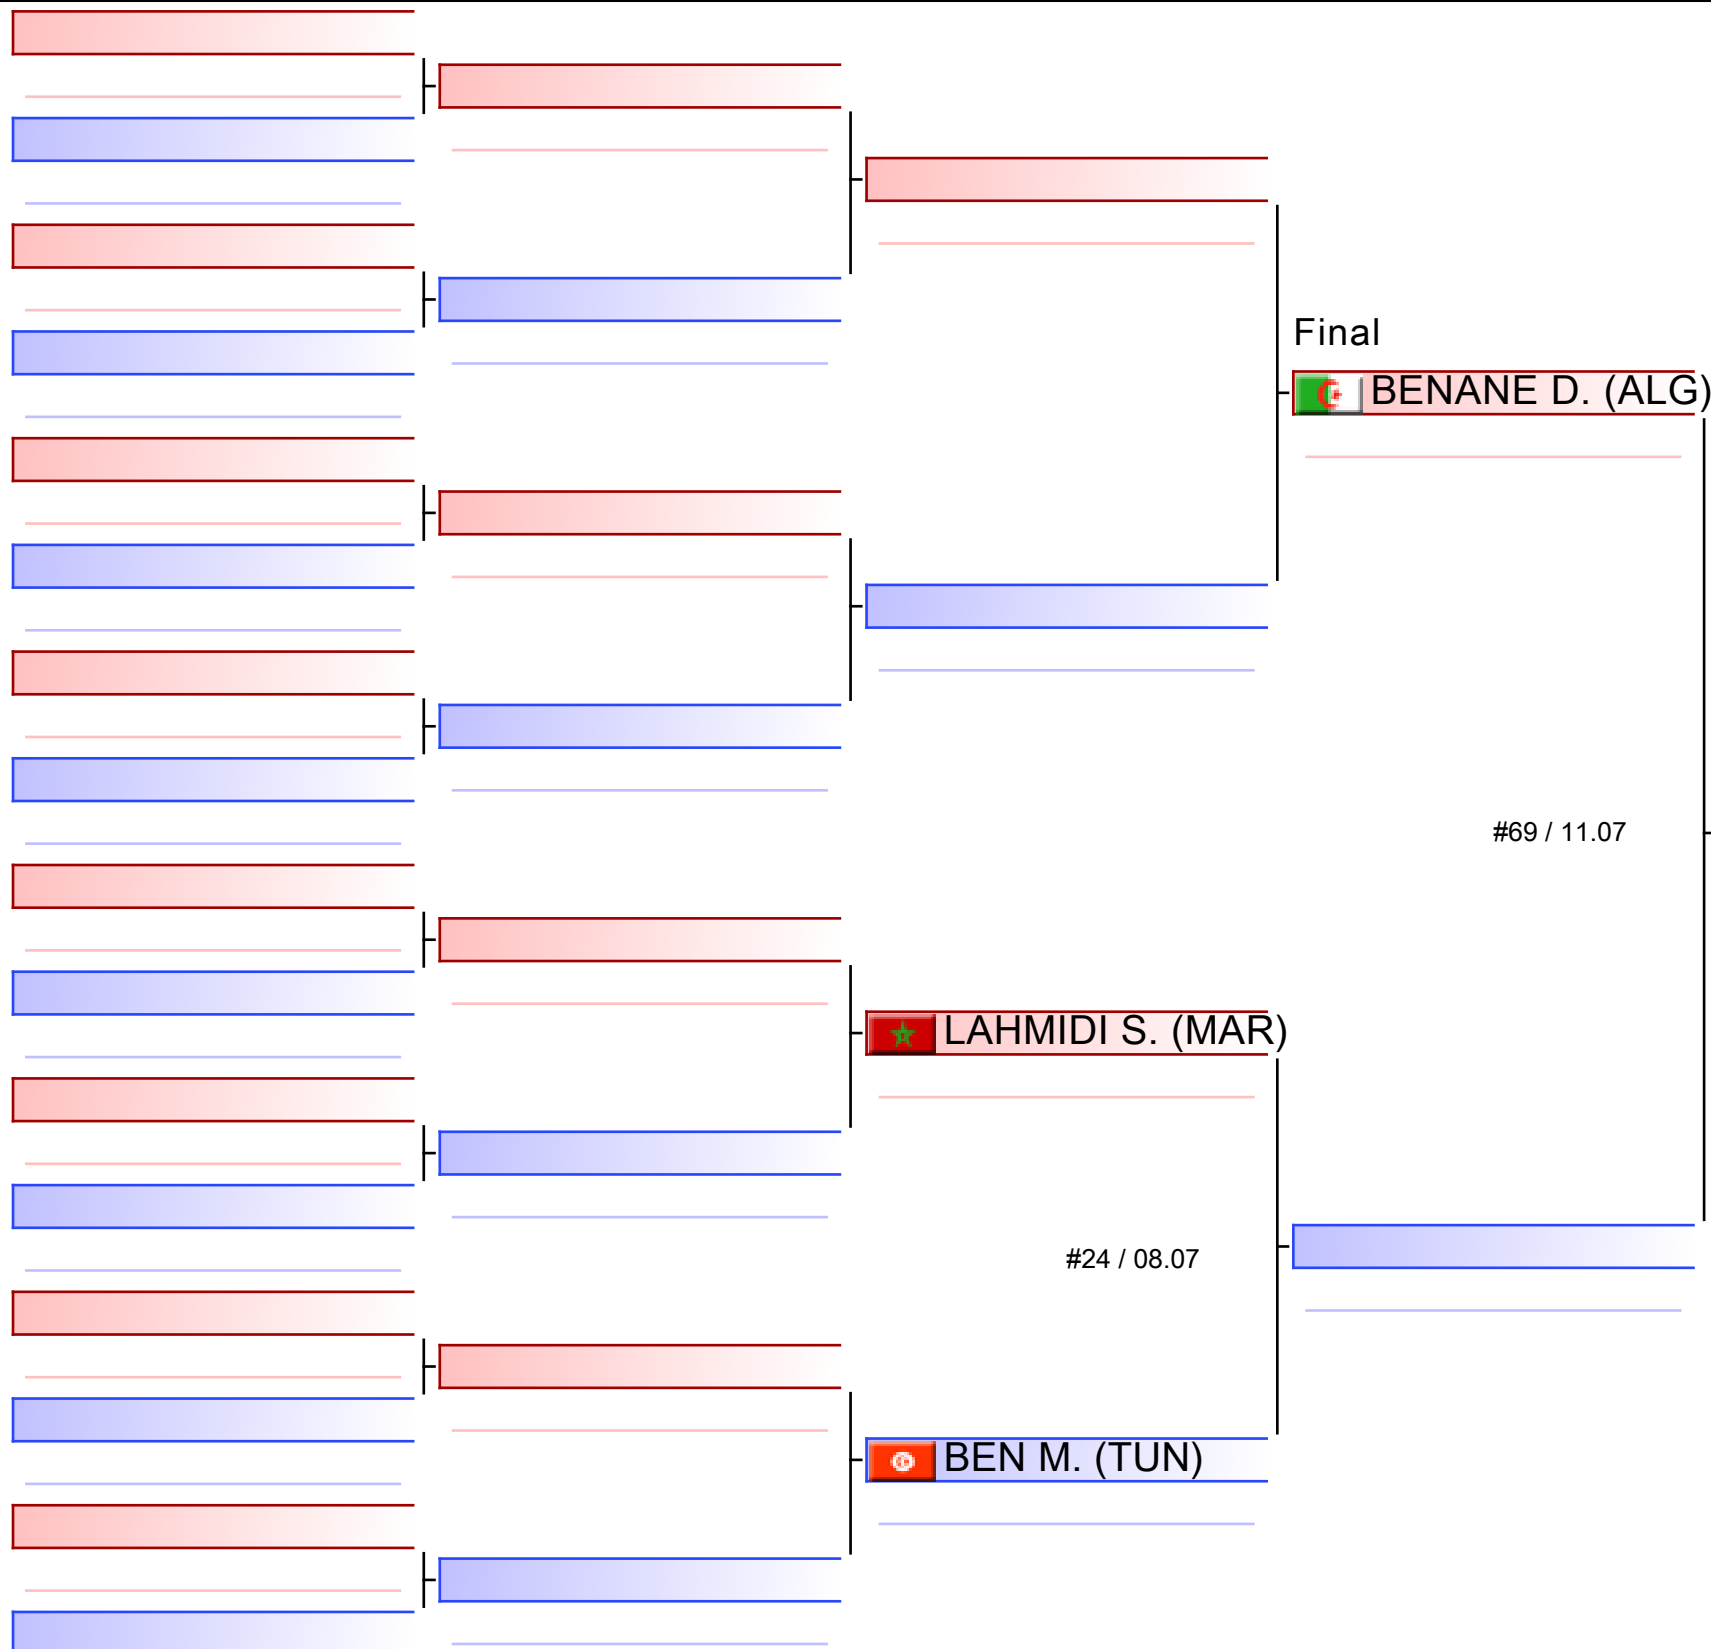 Final
BENANE D. (ALG)
#69 / 11.07
LAHMIDI S. (MAR)
#24 / 08.07
BEN M. (TUN)